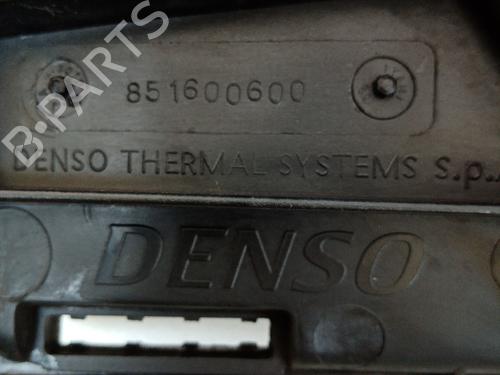 B-PARTS
851600600
DENSO THERMAL SYSTEMS S.p.A
DENSO